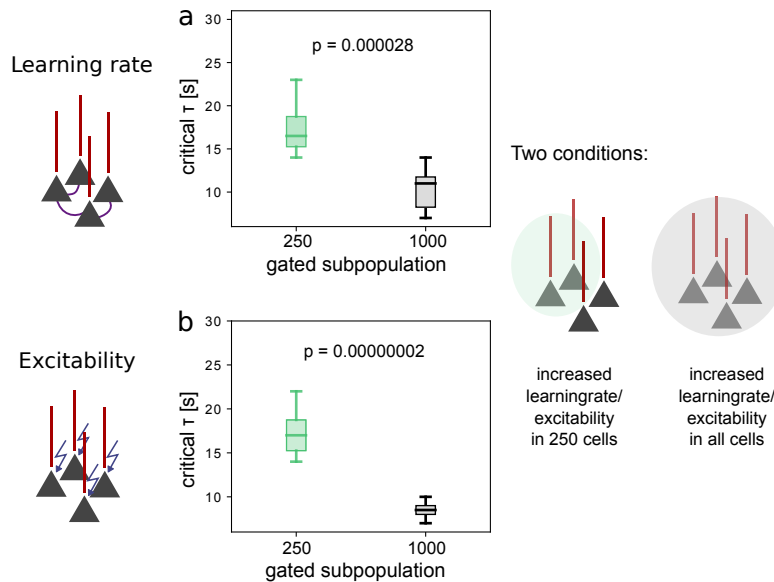 a
Learning rate
30
25
20
15
10
critical τ [s]
p = 0.000028
250
1000
gated subpopulation
b
Excitability
30
25
20
15
10
critical τ [s]
p = 0.00000002
250
1000
gated subpopulation
Two conditions:
increased
learningrate/
excitability
in 250 cells
increased
learningrate/
excitability
in all cells